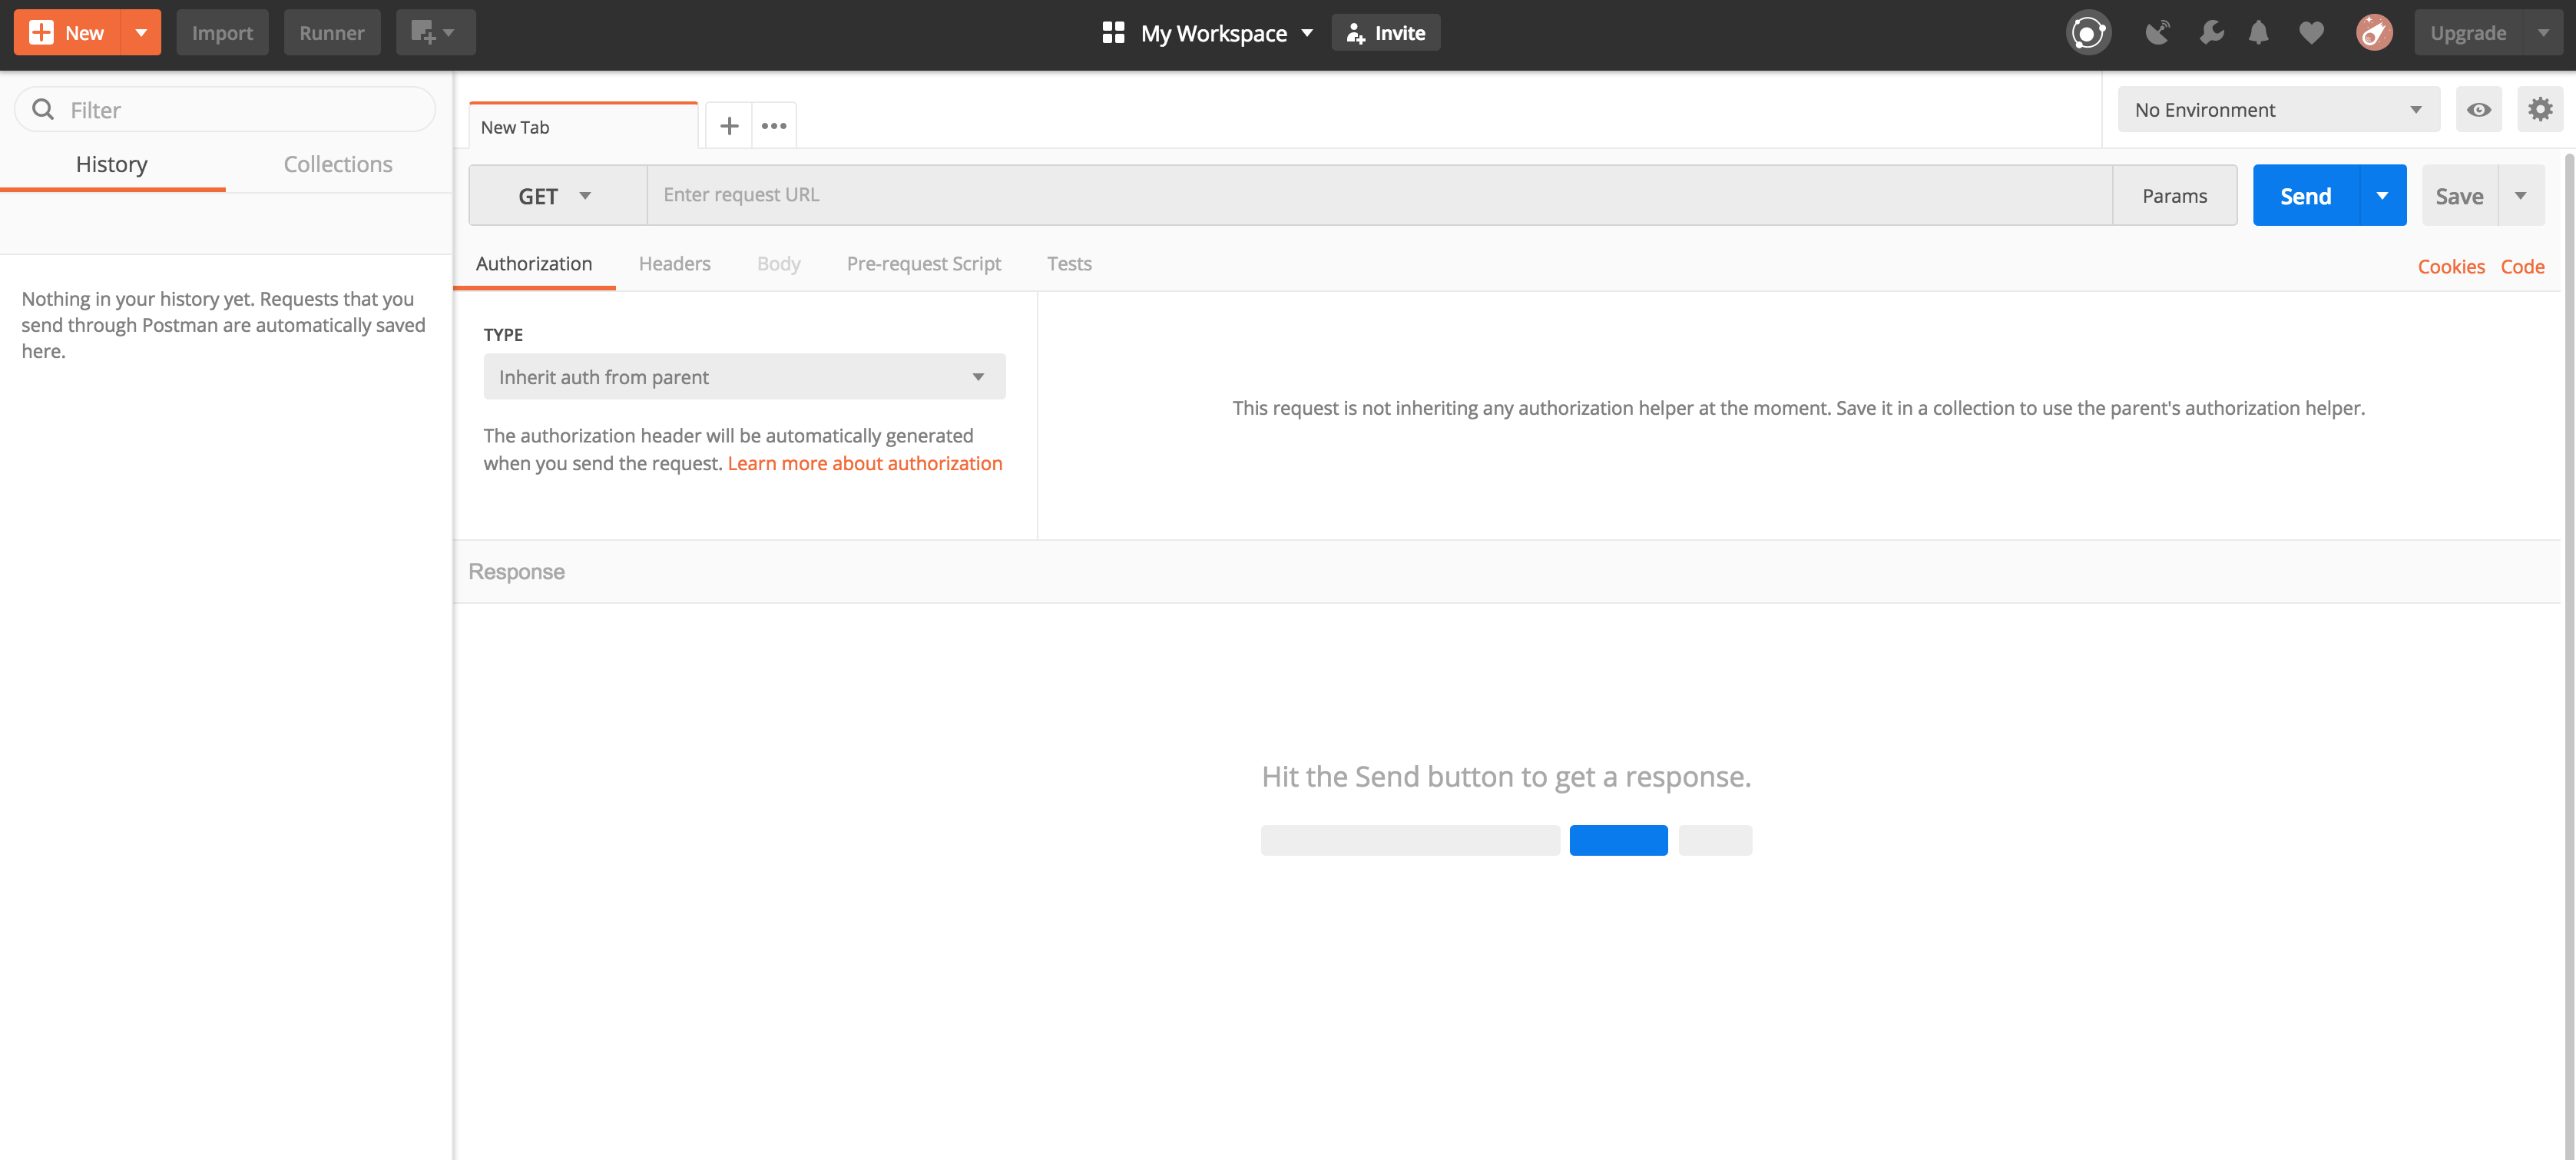 New
Import
Runner
My Workspace
Invite
Upgrade
Filter
History
Collections
Nothing in your history yet. Requests that you
send through Postman are automatically saved
here.
New Tab
No Environment
GET
Enter request URL
Params
Send
Save
Authorization
Headers
Body
Pre-request Script
Tests
Cookies
Code
TYPE
Inherit auth from parent
The authorization header will be automatically generated
when you send the request. Learn more about authorization
This request is not inheriting any authorization helper at the moment. Save it in a collection to use the parent's authorization helper.
Response
Hit the Send button to get a response.